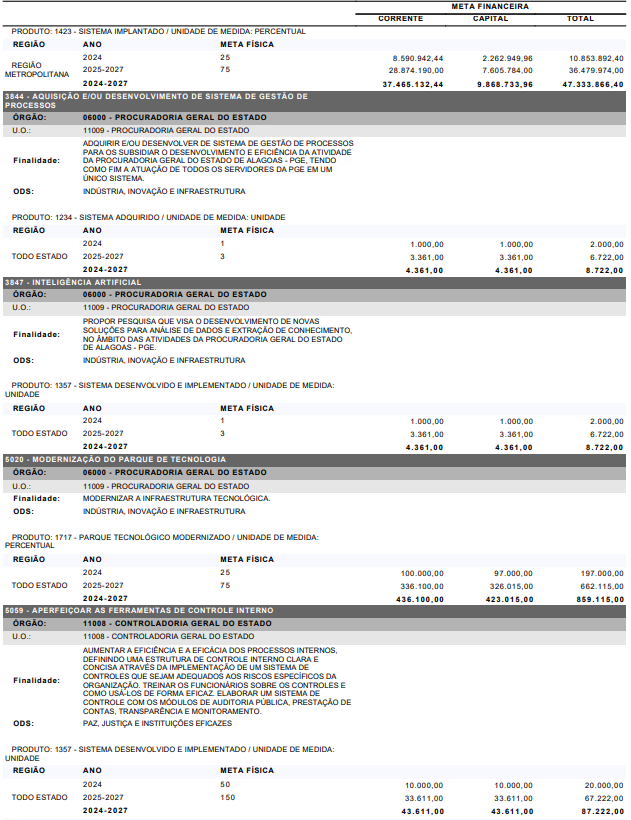 META FINANCEIRA
CORRENTE CAPITAL TOTAL
PRODUTO: 1423 - SISTEMA IMPLANTADO / UNIDADE DE MEDIDA: PERCENTUAL
REGIÃO ANO META FÍSICA
REGIÃO METROPOLITANA
2024 25 8.590.942,44 2.262.949,96 10.853.892,40
2025-2027 75 28.874.190,00 7.605.784,00 36.479.974,00
2024-2027 37.465.132,44 9.868.733,96 47.333.866,40
3844 - AQUISIÇÃO E/OU DESENVOLVIMENTO DE SISTEMA DE GESTÃO DE
PROCESSOS
ÓRGÃO: 06000 - PROCURADORIA GERAL DO ESTADO
U.O.: 11009 - PROCURADORIA GERAL DO ESTADO
Finalidade: ADQUIRIR E/OU DESENVOLVER DE SISTEMA DE GESTÃO DE PROCESSOS
PARA OS SUBSIDIAR O DESENVOLVIMENTO E EFICIÊNCIA DA ATIVIDADE
DA PROCURADORIA GERAL DO ESTADO DE ALAGOAS - PGE, TENDO
COMO FIM A ATUAÇÃO DE TODOS OS SERVIDORES DA PGE EM UM
ÚNICO SISTEMA.
ODS: INDÚSTRIA, INOVAÇÃO E INFRAESTRUTURA
PRODUTO: 1234 - SISTEMA ADQUIRIDO / UNIDADE DE MEDIDA: UNIDADE
REGIÃO ANO META FÍSICA
2024 1 1.000,00 1.000,00 2.000,00
TODO ESTADO 2025-2027 3 3.361,00 3.361,00 6.722,00
2024-2027 4.361,00 4.361,00 8.722,00
3847 - INTELIGÊNCIA ARTIFICIAL
ÓRGÃO: 06000 - PROCURADORIA GERAL DO ESTADO
U.O.: 11009 - PROCURADORIA GERAL DO ESTADO
Finalidade: PROPOR PESQUISA QUE VISA O DESENVOLVIMENTO DE NOVAS
SOLUÇÕES PARA ANÁLISE DE DADOS E EXTRAÇÃO DE CONHECIMENTO,
NO ÂMBITO DAS ATIVIDADES DA PROCURADORIA GERAL DO ESTADO
DE ALAGOAS - PGE.
ODS: INDÚSTRIA, INOVAÇÃO E INFRAESTRUTURA
PRODUTO: 1357 - SISTEMA DESENVOLVIDO E IMPLEMENTADO / UNIDADE DE MEDIDA:
UNIDADE
REGIÃO ANO META FÍSICA
2024 1 1.000,00 1.000,00 2.000,00
TODO ESTADO 2025-2027 3 3.361,00 3.361,00 6.722,00
2024-2027 4.361,00 4.361,00 8.722,00
5020 - MODERNIZAÇÃO DO PARQUE DE TECNOLOGIA
ÓRGÃO: 06000 - PROCURADORIA GERAL DO ESTADO
U.O.: 11009 - PROCURADORIA GERAL DO ESTADO
Finalidade: MODERNIZAR A INFRAESTRUTURA TECNOLÓGICA.
ODS: INDÚSTRIA, INOVAÇÃO E INFRAESTRUTURA
PRODUTO: 1717 - PARQUE TECNOLÓGICO MODERNIZADO / UNIDADE DE MEDIDA:
PERCENTUAL
REGIÃO ANO META FÍSICA
2024 25 100.000,00 97.000,00 197.000,00
TODO ESTADO 2025-2027 75 336.100,00 326.015,00 662.115,00
2024-2027 436.100,00 423.015,00 859.115,00
5059 - APERFEIÇOAR AS FERRAMENTAS DE CONTROLE INTERNO
ÓRGÃO: 11008 - CONTROLADORIA GERAL DO ESTADO
U.O.: 11008 - CONTROLADORIA GERAL DO ESTADO
Finalidade: AUMENTAR A EFICIÊNCIA E A EFICÁCIA DOS PROCESSOS INTERNOS,
DEFININDO UMA ESTRUTURA DE CONTROLE INTERNO CLARA E
CONCISA ATRAVÉS DA IMPLEMENTAÇÃO DE UM SISTEMA DE
CONTROLES QUE SEJAM ADEQUADOS AOS RISCOS ESPECÍFICOS DA
ORGANIZAÇÃO. TREINAR OS FUNCIONÁRIOS SOBRE OS CONTROLES E
COMO USÁ-LOS DE FORMA EFICAZ. ELABORAR UM SISTEMA DE
CONTROLE COM OS MÓDULOS DE AUDITORIA PÚBLICA, PRESTAÇÃO DE
CONTAS, TRANSPARÊNCIA E MONITORAMENTO.
ODS: PAZ, JUSTIÇA E INSTITUIÇÕES EFICAZES
PRODUTO: 1357 - SISTEMA DESENVOLVIDO E IMPLEMENTADO / UNIDADE DE MEDIDA:
UNIDADE
REGIÃO ANO META FÍSICA
2024 50 10.000,00 10.000,00 20.000,00
TODO ESTADO 2025-2027 150 33.611,00 33.611,00 67.222,00
2024-2027 43.611,00 43.611,00 87.222,00